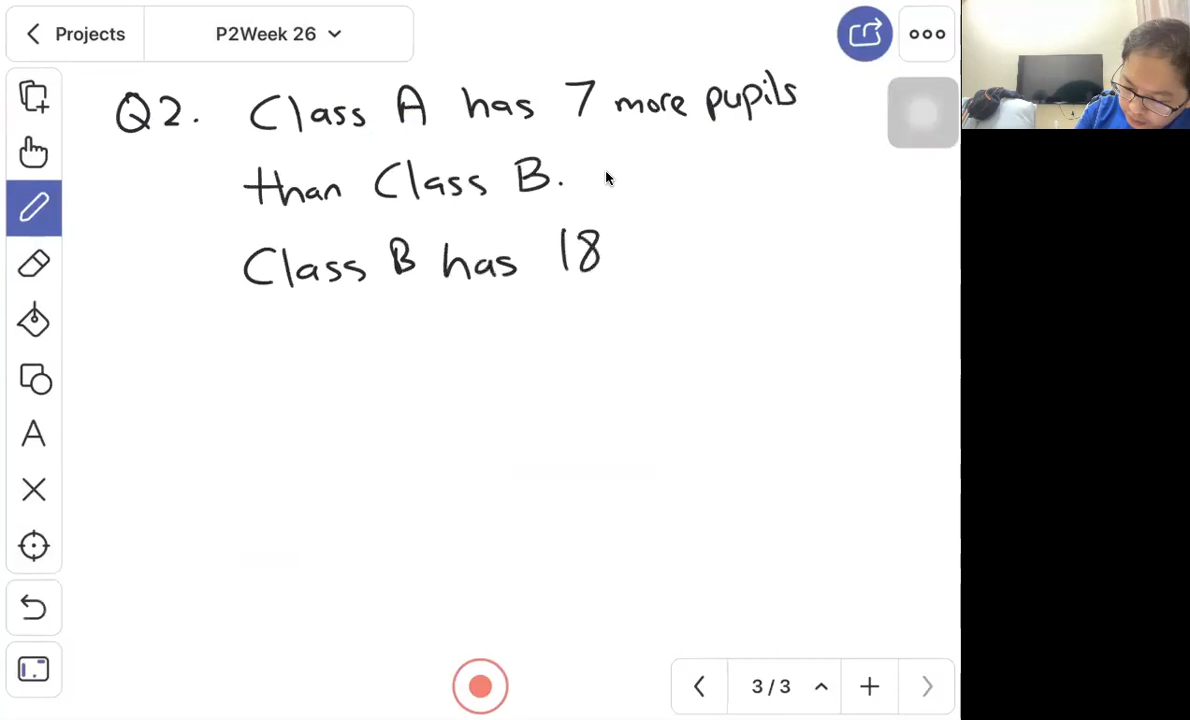 Projects
P2Week 26
Q2. Class A has 7 more pupils
than Class B.
Class B has 18
A
3/3